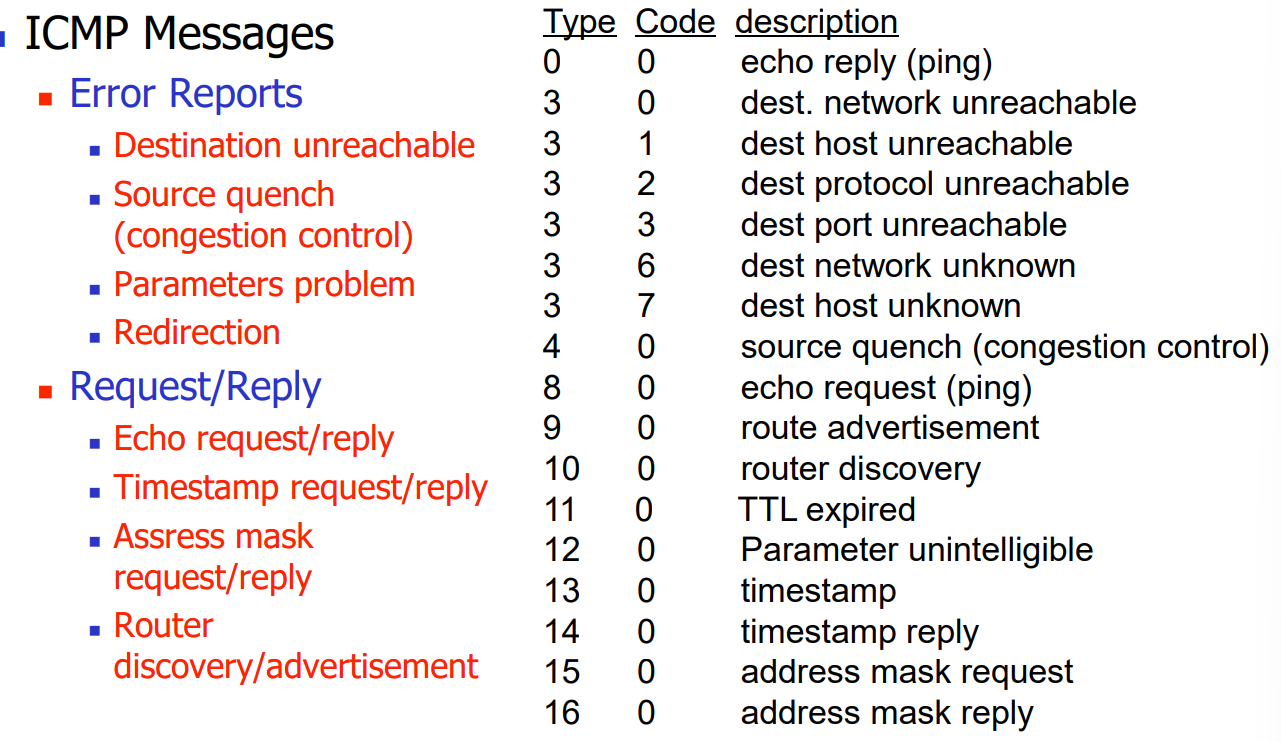 ICMP Messages
Error Reports
Destination unreachable
Source quench
(congestion control)
Parameters problem
Redirection
Request/Reply
Echo request/reply
Timestamp request/reply
Assress mask
request/reply
Router
discovery/advertisement
Type Code description
0 0 echo reply (ping)
3 0 dest. network unreachable
3 1 dest host unreachable
3 2 dest protocol unreachable
3 3 dest port unreachable
3 6 dest network unknown
3 7 dest host unknown
4 0 source quench (congestion control)
8 0 echo request (ping)
9 0 route advertisement
10 0 router discovery
11 0 TTL expired
12 0 Parameter unintelligible
13 0 timestamp
14 0 timestamp reply
15 0 address mask request
16 0 address mask reply